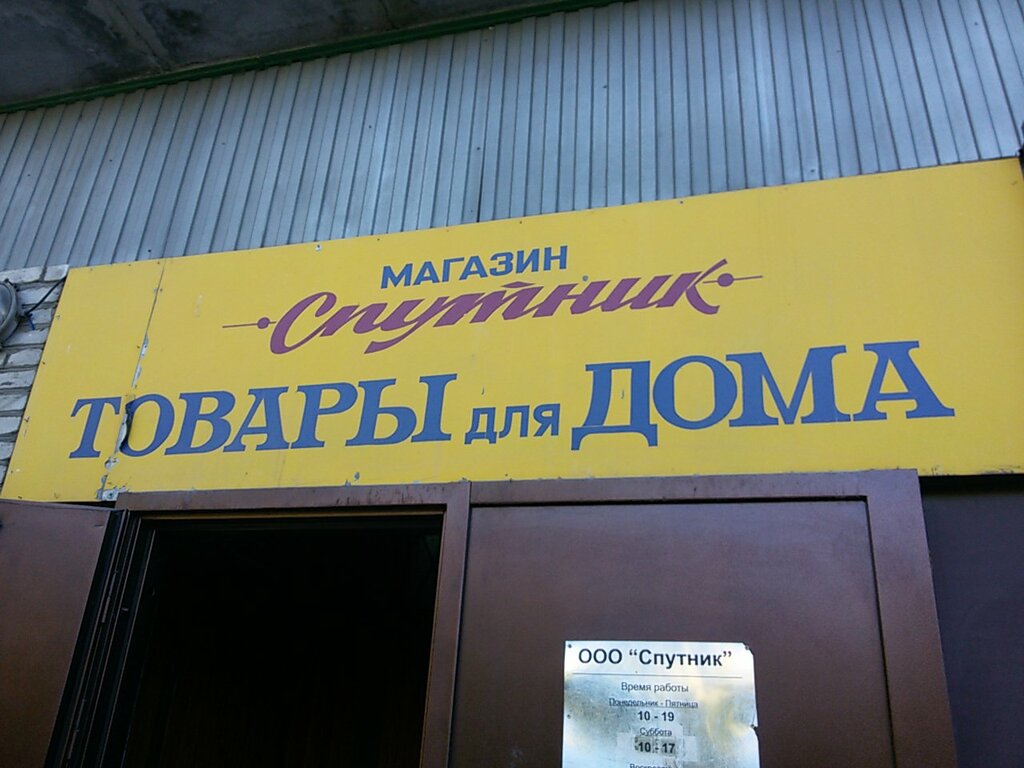 МАГАЗИН
Спутник
ТОВАРЫ для ДОМА
ООО “Спутник”
Время работы
Понедельник - Пятница
10 - 19
Суббота
10 - 17